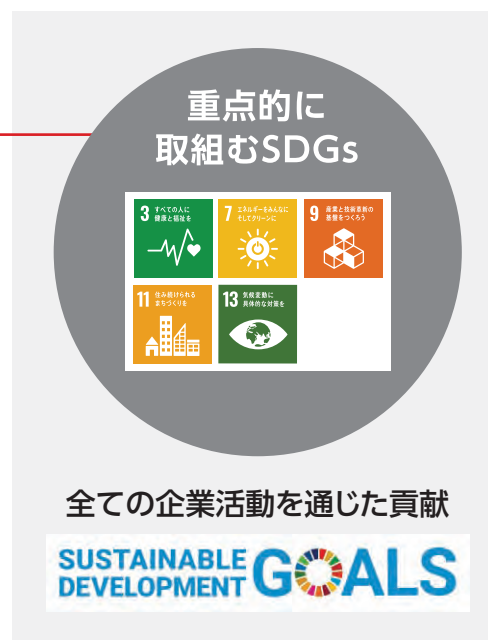 重点的に
取組むSDGs
3 すべての人に
健康と福祉を
7 エネルギーをみんなに
そしてクリーンに
9 産業と技術革新の
基盤をつくろう
11 住み続けられる
まちづくりを
13 気候変動に
具体的な対策を
全ての企業活動を通じた貢献
SUSTAINABLE
DEVELOPMENT GOALS